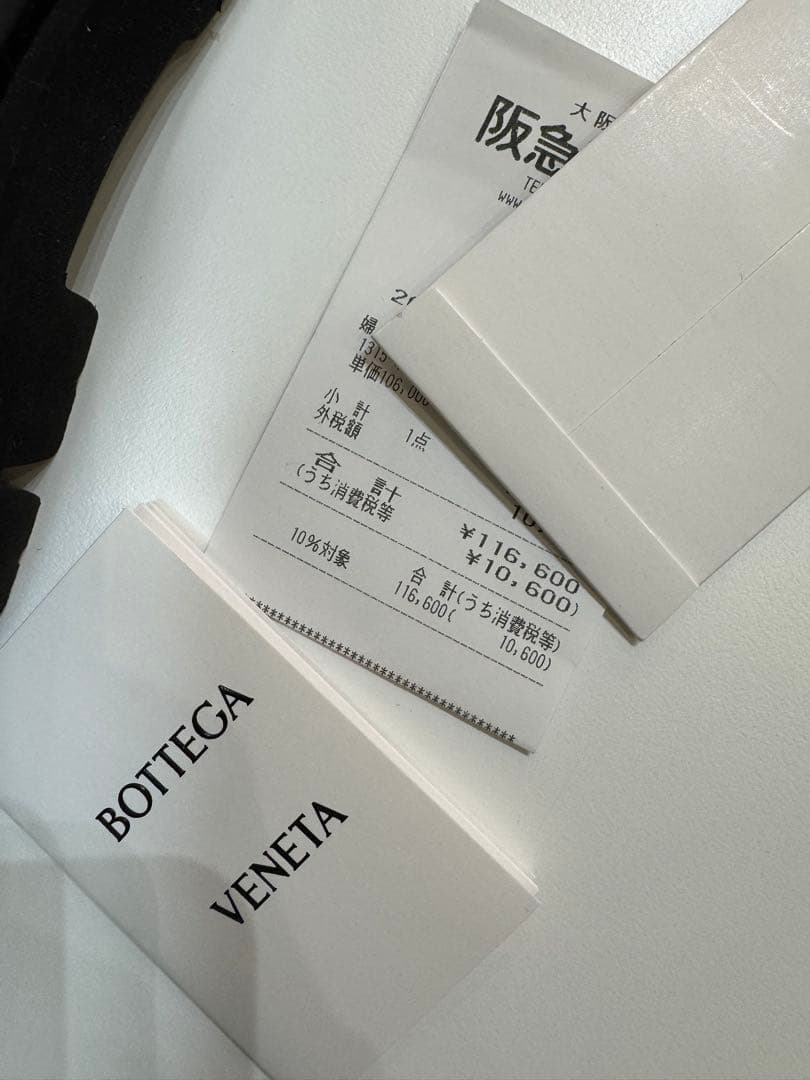 大阪
阪急
TE
www.
20
婦
1315
単価106,000
小 計 1点
外税額 10,
合 計 ¥116,600
(うち消費税等 ¥10,600)
10%対象 合 計(うち消費税等)
116,600( 10,600)
****************************************
BOTTEGA
VENETA